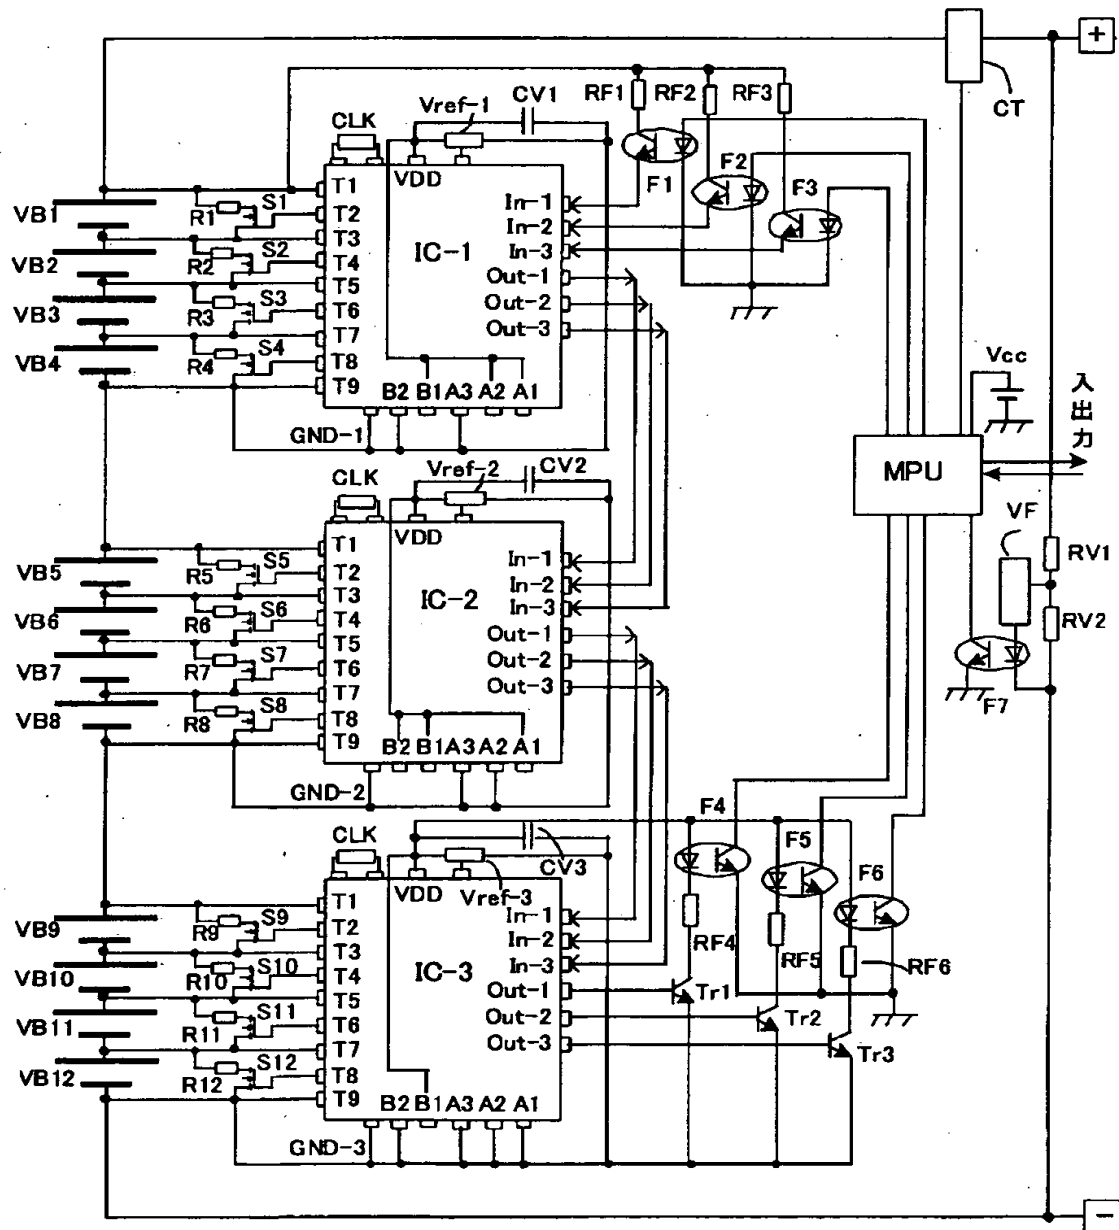 +
CT
RF1 RF2 RF3
CV1
Vref-1
CLK
VDD
F1 F2 F3
VB1
VB2
VB3
VB4
R1 S1
R2 S2
R3 S3
R4 S4
T1
T2
T3
T4
T5
T6
T7
T8
T9
IC-1
In-1
In-2
In-3
Out-1
Out-2
Out-3
B2 B1 A3 A2 A1
GND-1
Vcc
入出力
MPU
VF
RV1
RV2
F7
CV2
Vref-2
CLK
VDD
VB5
VB6
VB7
VB8
R5 S5
R6 S6
R7 S7
R8 S8
T1
T2
T3
T4
T5
T6
T7
T8
T9
IC-2
In-1
In-2
In-3
Out-1
Out-2
Out-3
B2 B1 A3 A2 A1
GND-2
F4
F5
F6
CLK
VDD
CV3
Vref-3
VB9
VB10
VB11
VB12
R9 S9
R10 S10
R11 S11
R12 S12
T1
T2
T3
T4
T5
T6
T7
T8
T9
IC-3
In-1
In-2
In-3
Out-1
Out-2
Out-3
RF4
RF5
RF6
Tr1
Tr2
Tr3
B2 B1 A3 A2 A1
GND-3
−